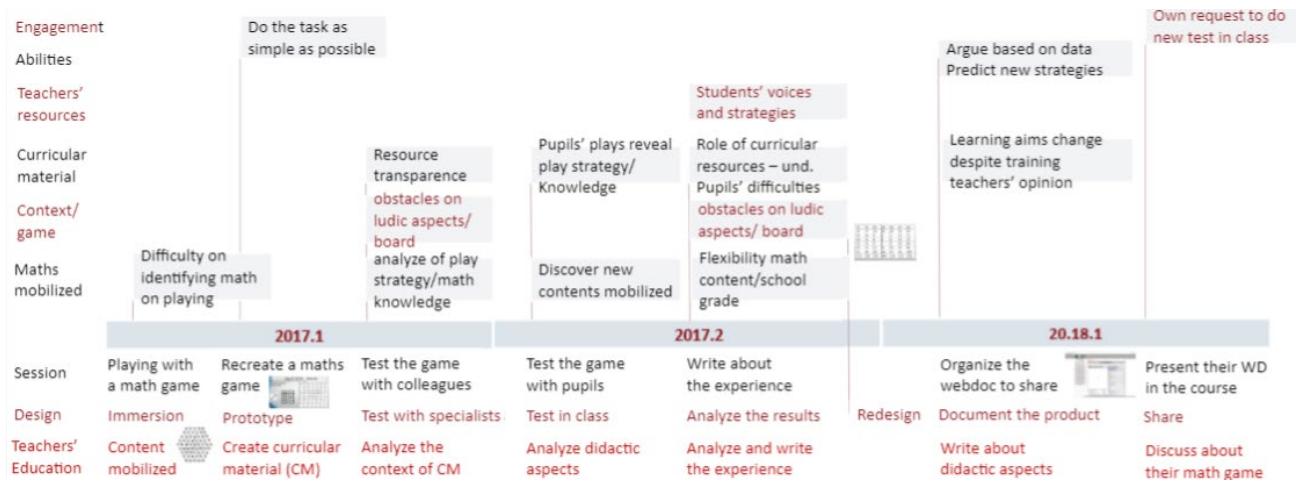 Engagement
Do the task as
simple as possible
Own request to do
new test in class
Abilities
Argue based on data
Predict new strategies
Teachers'
resources
Students' voices
and strategies
Curricular
material
Resource
transparence
Pupils' plays reveal
play strategy/
Knowledge
Role of curricular
resources – und.
Pupils' difficulties
Learning aims change
despite training
teachers' opinion
Context/
game
obstacles on
ludic aspects/
board
obstacles on ludic
aspects/ board
Maths
mobilized
Difficulty on
identifying math
on playing
analyze of play
strategy/math
knowledge
Discover new
contents mobilized
Flexibility math
content/school
grade
2017.1
2017.2
20.18.1
Session
Playing with
a math game
Recreate a maths
game
Test the game
with colleagues
Test the game
with pupils
Write about
the experience
Organize the
webdoc to share
Present their WD
in the course
Design
Immersion
Prototype
Test with specialists
Test in class
Analyze the results
Redesign
Document the product
Share
Teachers'
Education
Content
mobilized
Create curricular
material (CM)
Analyze the
context of CM
Analyze didactic
aspects
Analyze and write
the experience
Write about
didactic aspects
Discuss about
their math game